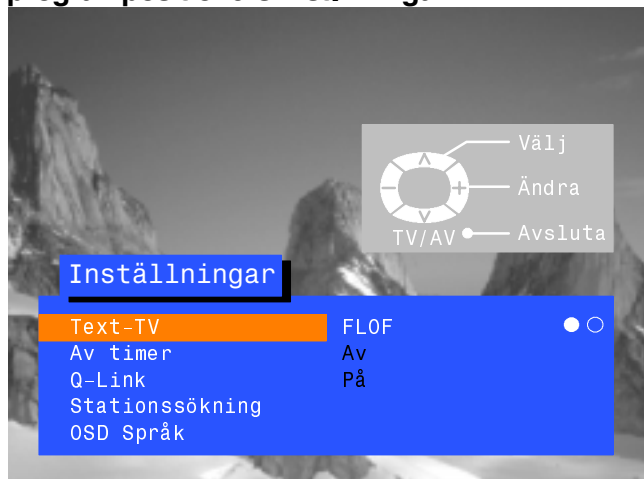 Välj
Ändra
TV/AV Avsluta
Inställningar
Text-TV FLOF
Av timer Av
Q-Link På
Stationssökning
OSD Språk